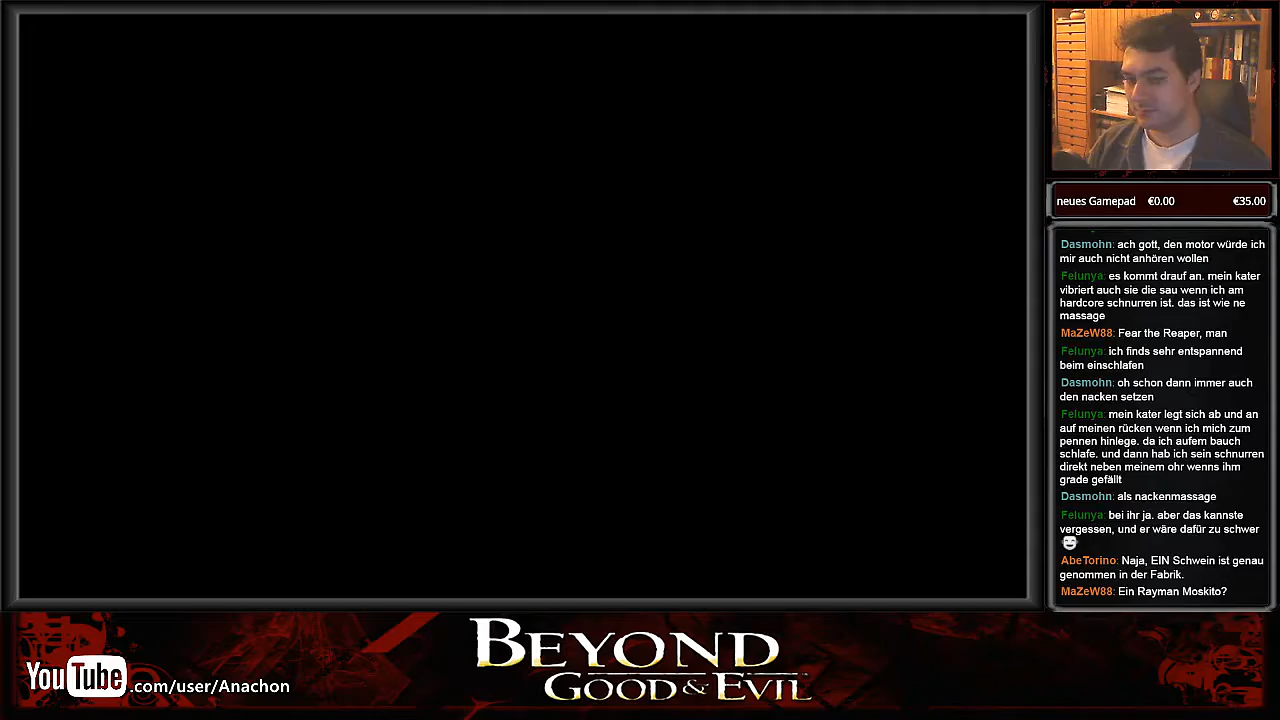 neues Gamepad €0.00 €35.00
Dasmohn: ach gott, den motor würde ich
mir auch nicht anhören wollen
Felunya: es kommt drauf an. mein kater
vibriert auch sie die sau wenn ich am
hardcore schnurren ist. das ist wie ne
massage
MaZeW88: Fear the Reaper, man
Felunya: ich finds sehr entspannend
beim einschlafen
Dasmohn: oh schon dann immer auch
den nacken setzen
Felunya: mein kater legt sich ab und an
auf meinen rücken wenn ich mich zum
pennen hinlege. da ich aufem bauch
schlafe. und dann hab ich sein schnurren
direkt neben meinem ohr wenns ihm
grade gefällt
Dasmohn: als nackenmassage
Felunya: bei ihr ja. aber das kannste
vergessen, und er wäre dafür zu schwer
AbeTorino: Naja, EIN Schwein ist genau
genommen in der Fabrik.
MaZeW88: Ein Rayman Moskito?
BEYOND
GOOD & EVIL
YouTube.com/user/Anachon